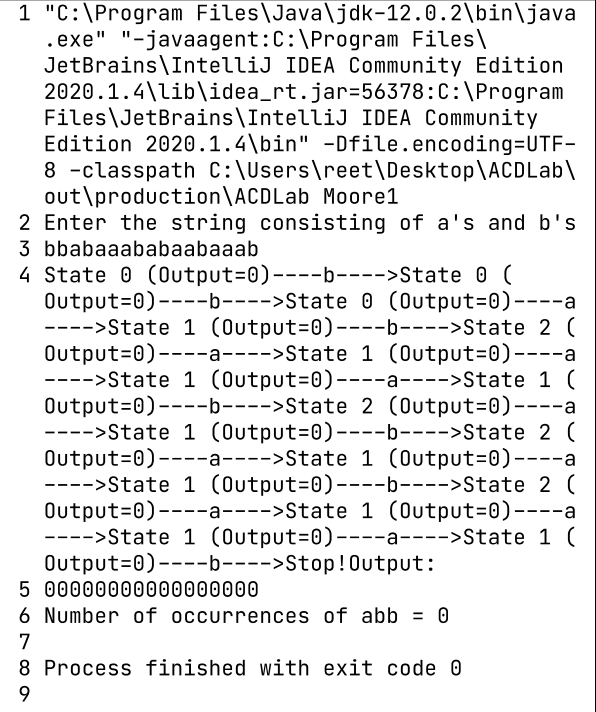 1 "C:\Program Files\Java\jdk-12.0.2\bin\java
.exe" "-javaagent:C:\Program Files\
JetBrains\IntelliJ IDEA Community Edition
2020.1.4\lib\idea_rt.jar=56378:C:\Program
Files\JetBrains\IntelliJ IDEA Community
Edition 2020.1.4\bin" -Dfile.encoding=UTF-
8 -classpath C:\Users\reet\Desktop\ACDLab\
out\production\ACDLab Moore1
2 Enter the string consisting of a's and b's
3 bbabaaababaabaaab
4 State 0 (Output=0)----b---->State 0 (
Output=0)----b---->State 0 (Output=0)----a
---->State 1 (Output=0)----b---->State 2 (
Output=0)----a---->State 1 (Output=0)----a
---->State 1 (Output=0)----a---->State 1 (
Output=0)----b---->State 2 (Output=0)----a
---->State 1 (Output=0)----b---->State 2 (
Output=0)----a---->State 1 (Output=0)----a
---->State 1 (Output=0)----b---->State 2 (
Output=0)----a---->State 1 (Output=0)----a
---->State 1 (Output=0)----a---->State 1 (
Output=0)----b---->Stop!Output:
5 00000000000000000
6 Number of occurrences of abb = 0
7
8 Process finished with exit code 0
9